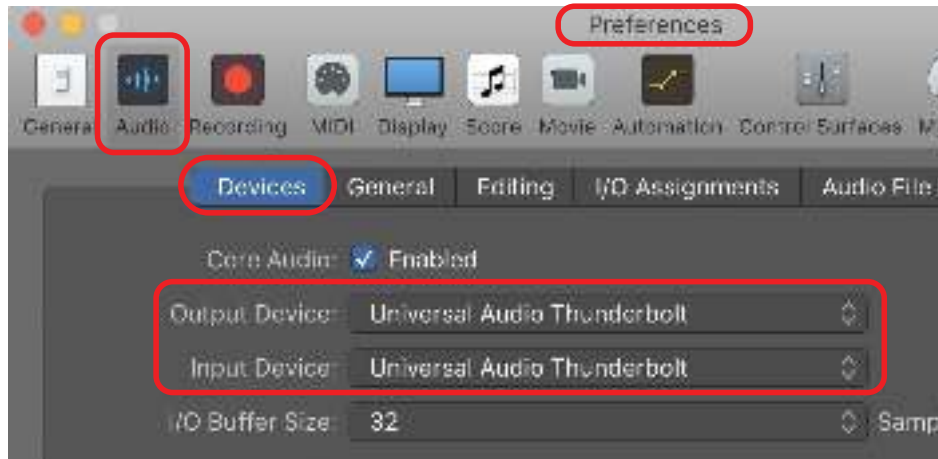 Preferences
General Audio Recording MIDI Display Score Movie Automation Control Surfaces
Devices General Editing I/O Assignments Audio File
Core Audio: Enabled
Output Device: Universal Audio Thunderbolt
Input Device: Universal Audio Thunderbolt
I/O Buffer Size: 32 Samp